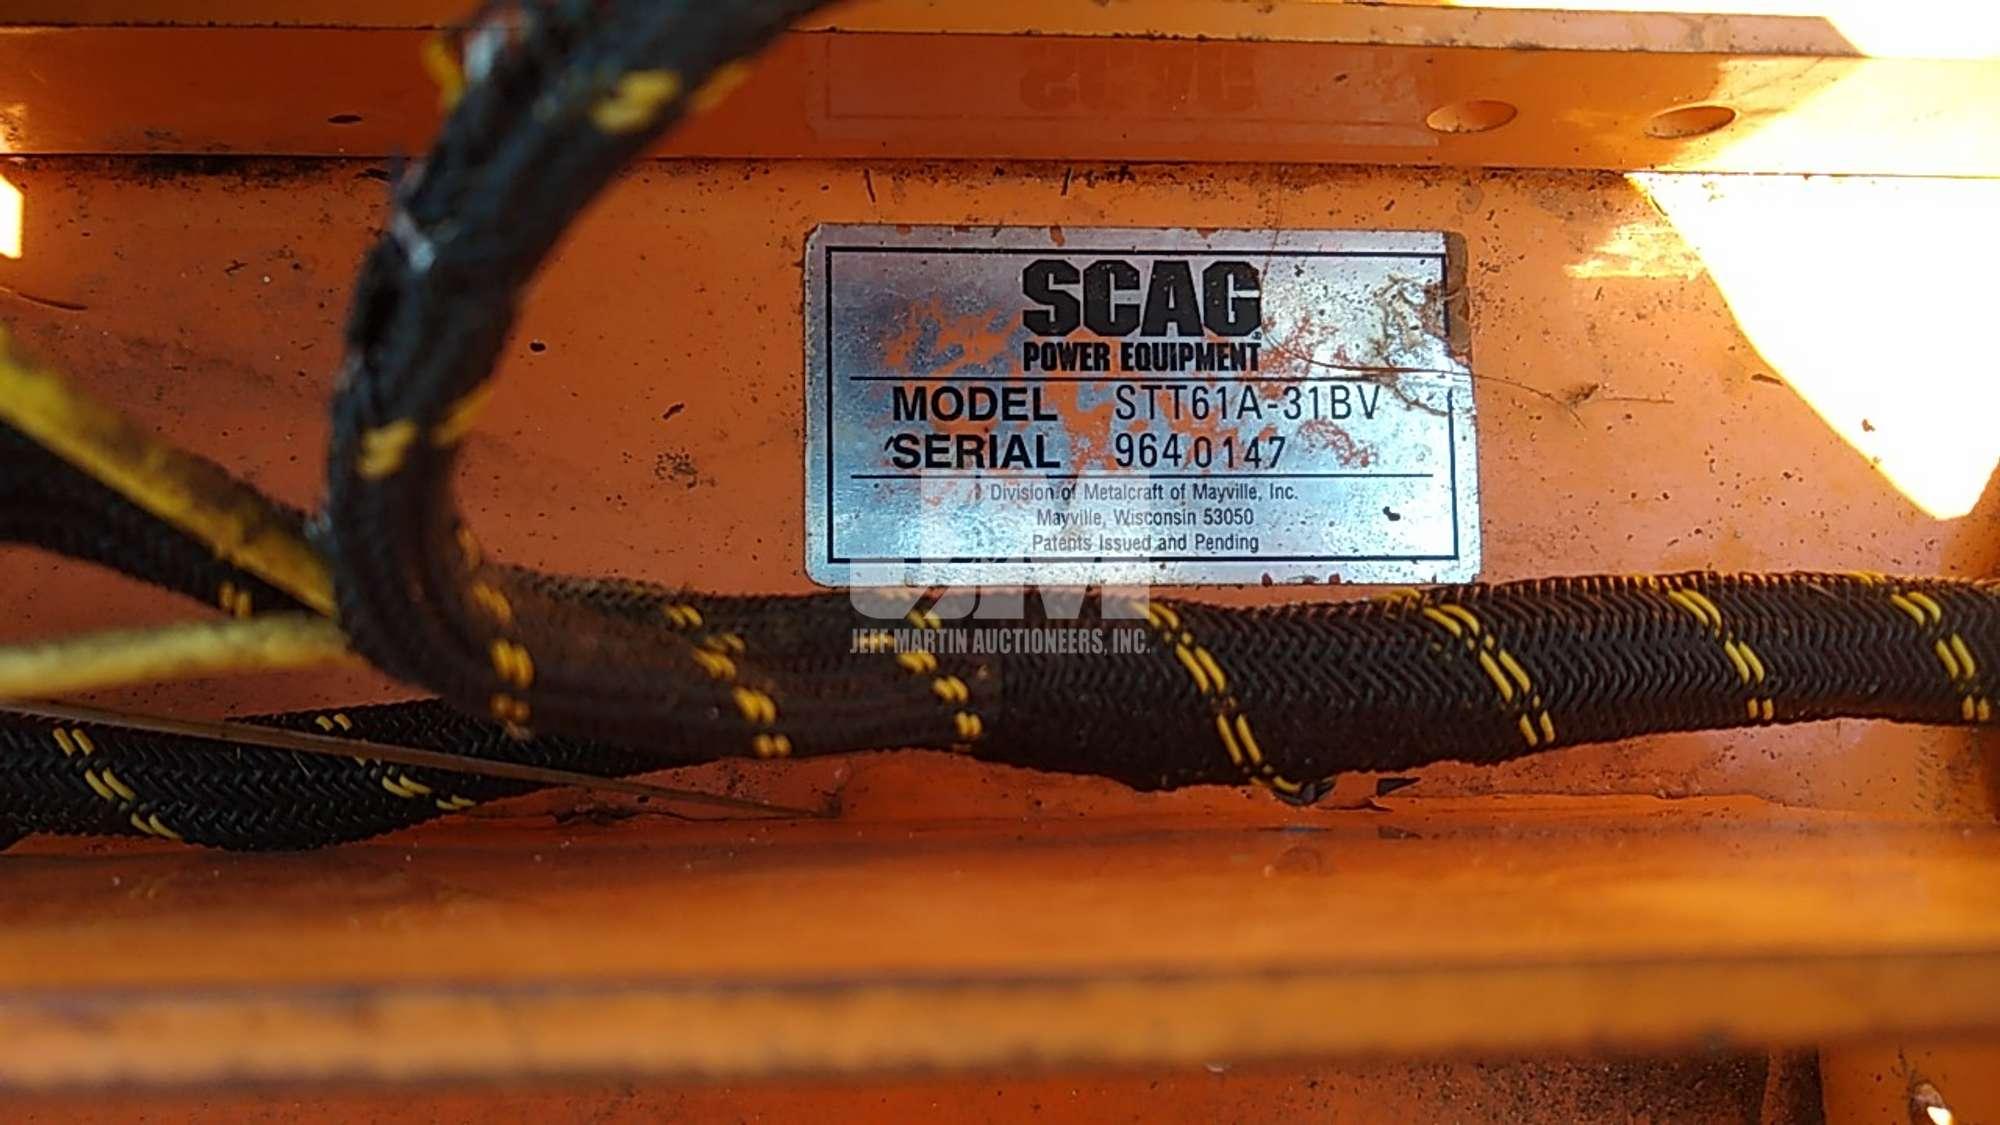 SCAG
POWER EQUIPMENT
MODEL STT61A-31BV
SERIAL 9640147
Division of Metalcraft of Mayville, Inc.
Mayville, Wisconsin 53050
Patents Issued and Pending
JM
JEFF MARTIN AUCTIONEERS, INC.